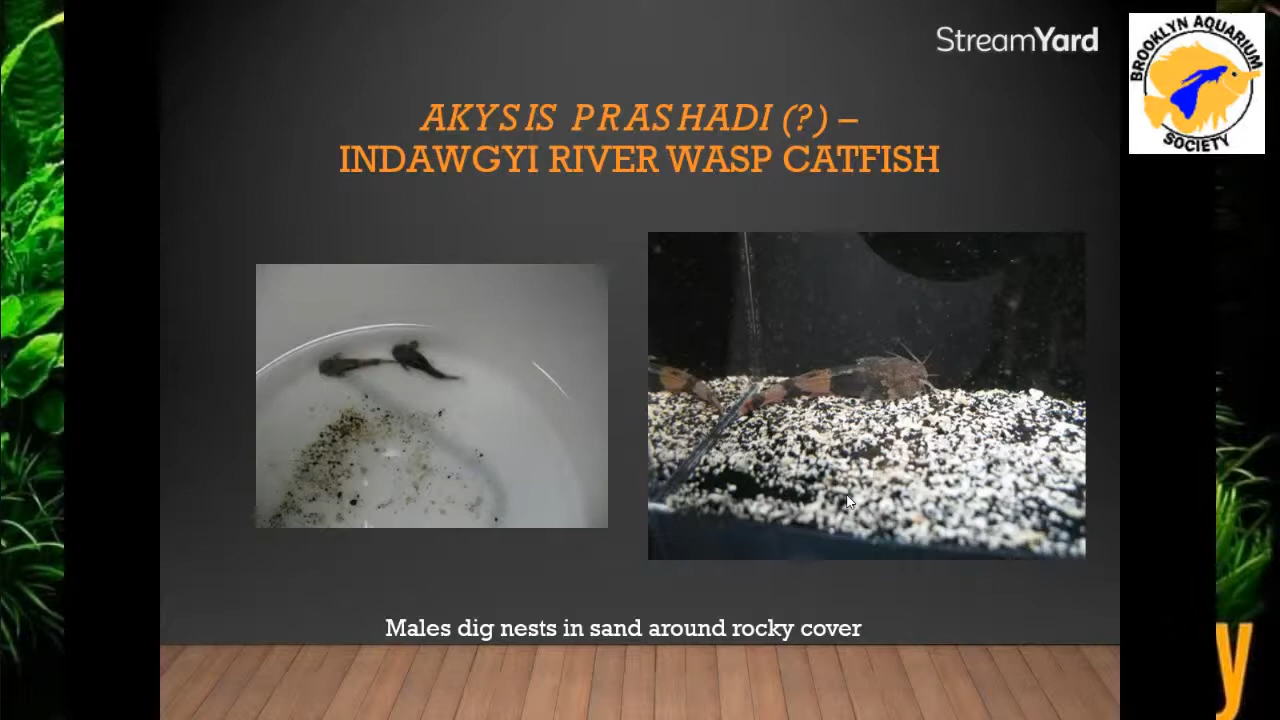 StreamYard
BROOKLYN AQUARIUM
SOCIETY
AKYSIS PRASHADI (?) –
INDAWGYI RIVER WASP CATFISH
Males dig nests in sand around rocky cover
y